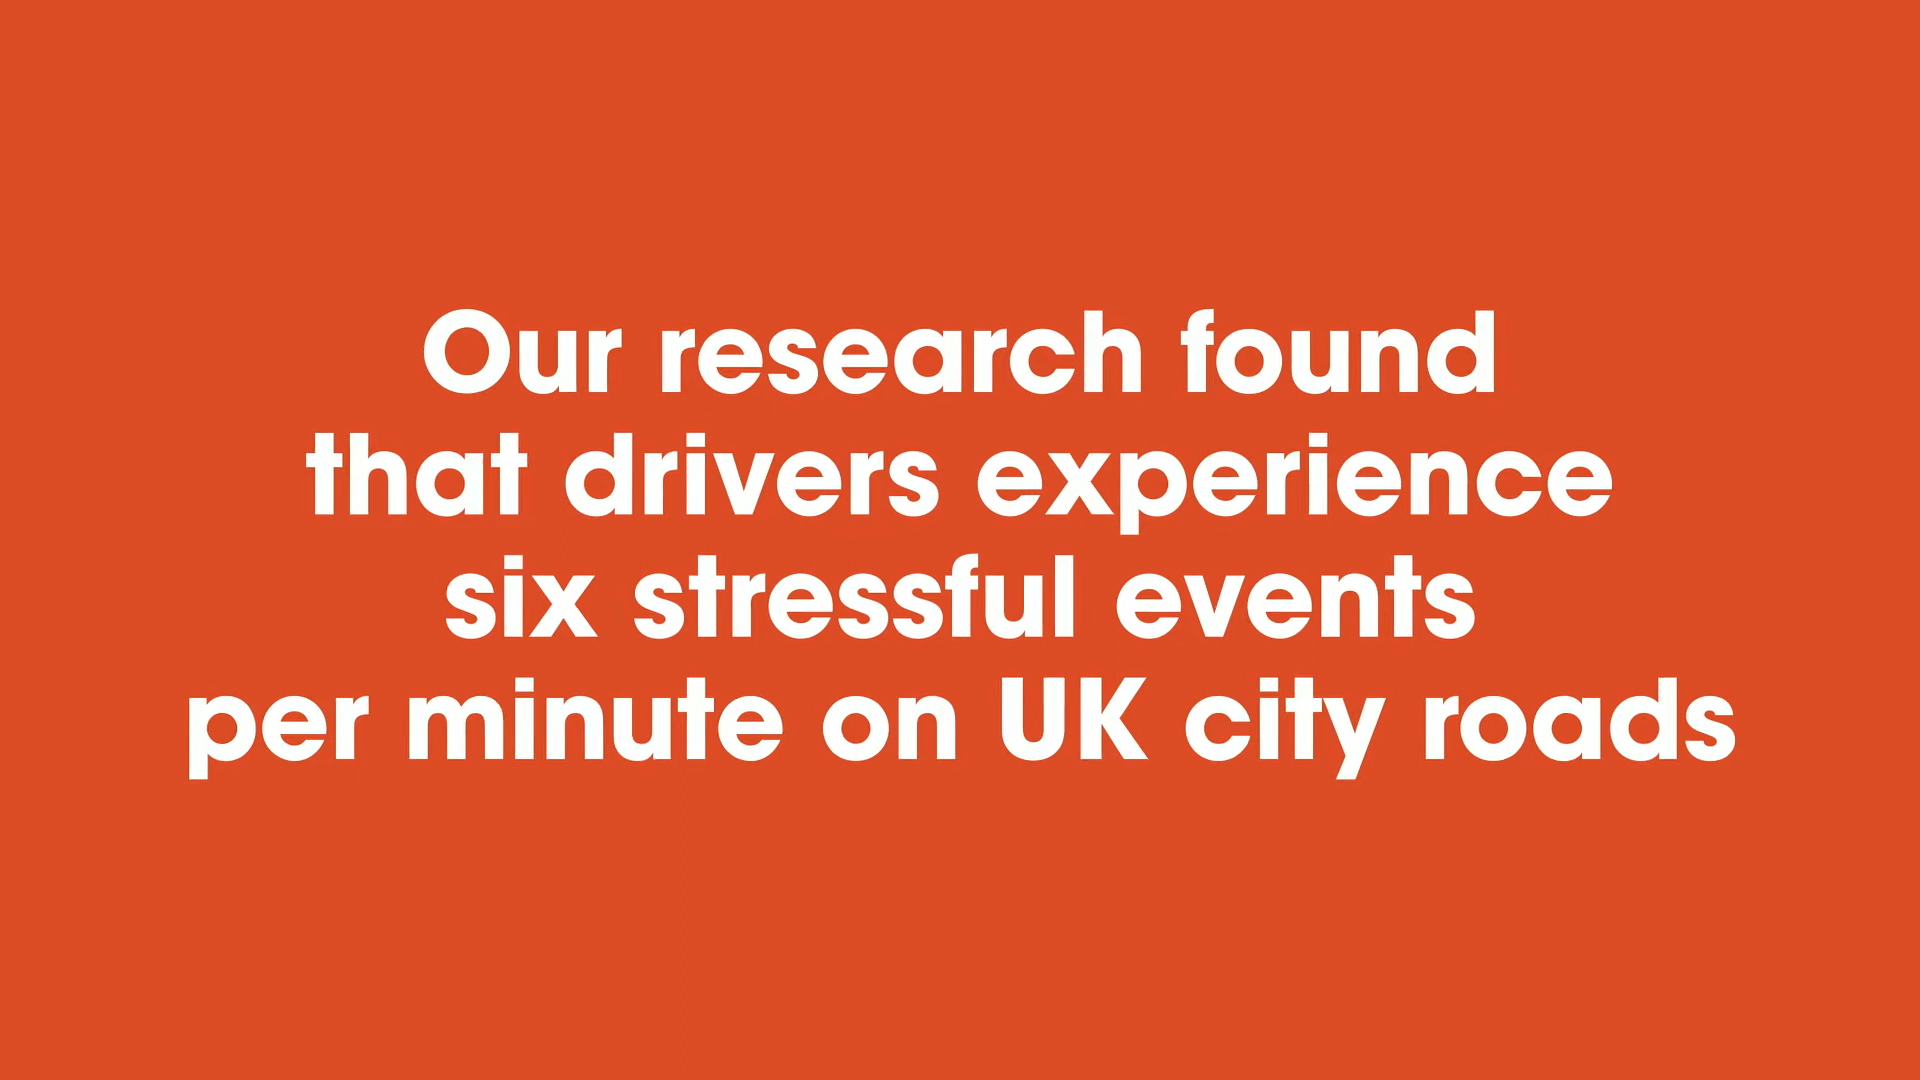 Our research found
that drivers experience
six stressful events
per minute on UK city roads